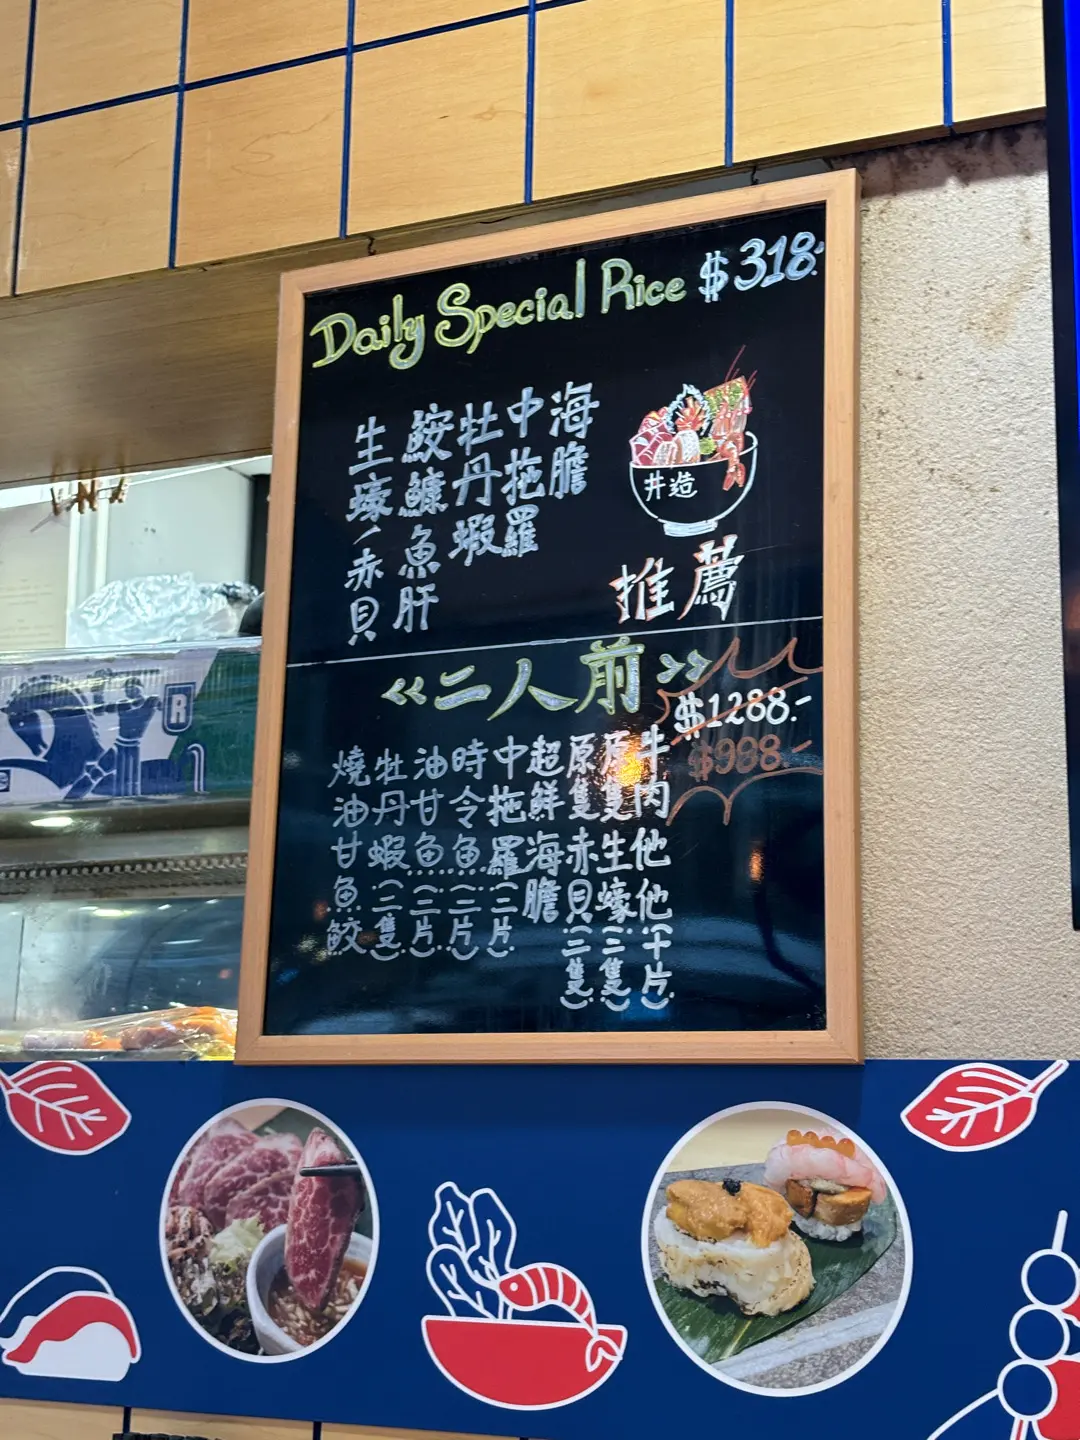 Daily Special Rice $318.-
海膽
中拖羅
牡丹蝦
鮟鱇魚肝
生蠔/赤貝
井造
推薦
<<二人前>>
$1288.-
$988.-
牛肉他他(十片)
原隻生蠔(二隻)
原隻赤貝(二隻)
超鮮海膽
中拖羅(二片)
時令魚(二片)
油甘魚(二片)
牡丹蝦(二隻)
燒油甘魚鮫
R